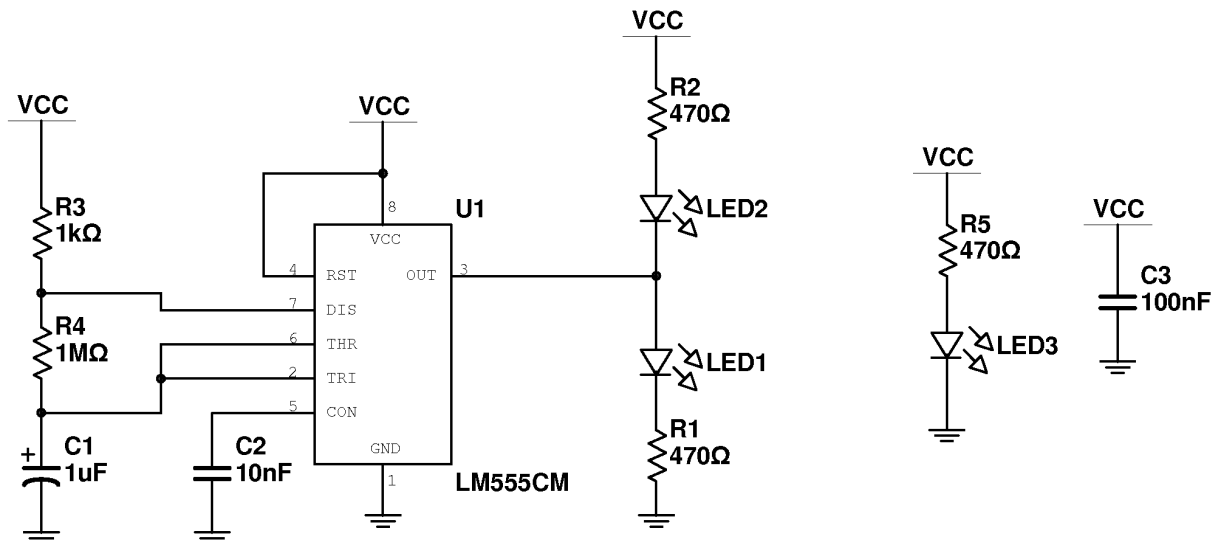 VCC
R3
1kΩ
R4
1MΩ
+
C1
1uF
C2
10nF
VCC
8
U1
VCC
4
RST
OUT
3
7
DIS
6
THR
2
TRI
5
CON
GND
1
LM555CM
VCC
R2
470Ω
LED2
LED1
R1
470Ω
VCC
R5
470Ω
LED3
VCC
C3
100nF